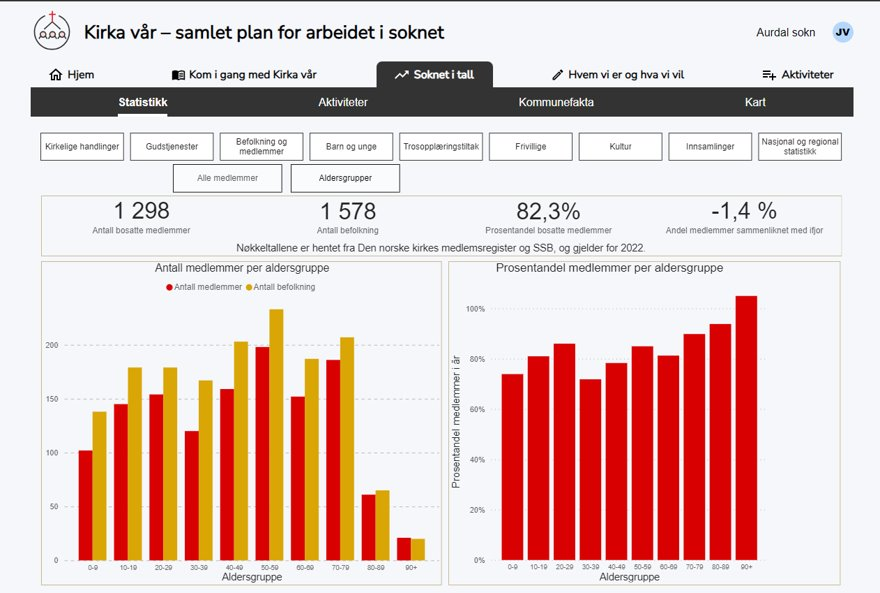 Kirka vår – samlet plan for arbeidet i soknet
Aurdal sokn
JV
Hjem
Kom i gang med Kirka vår
Soknet i tall
Hvem vi er og hva vi vil
Aktiviteter
Statistikk
Aktiviteter
Kommunefakta
Kart
Kirkelige handlinger
Gudstjenester
Befolkning og
medlemmer
Barn og unge
Trosopplæringstiltak
Frivillige
Kultur
Innsamlinger
Nasjonal og regional
statistikk
Alle medlemmer
Aldersgrupper
1 298
Antall bosatte medlemmer
1 578
Antall befolkning
82,3%
Prosentandel bosatte medlemmer
-1,4 %
Andel medlemmer sammenliknet med ifjor
Nøkkeltallene er hentet fra Den norske kirkes medlemsregister og SSB, og gjelder for 2022.
Antall medlemmer per aldersgruppe
Antall medlemmer
Antall befolkning
200
150
100
50
0
0-9
10-19
20-29
30-39
40-49
50-59
60-69
70-79
80-89
90+
Aldersgruppe
Prosentandel medlemmer per aldersgruppe
Prosentandel medlemmer i år
100%
80%
60%
40%
20%
0%
0-9
10-19
20-29
30-39
40-49
50-59
60-69
70-79
80-89
90+
Aldersgruppe